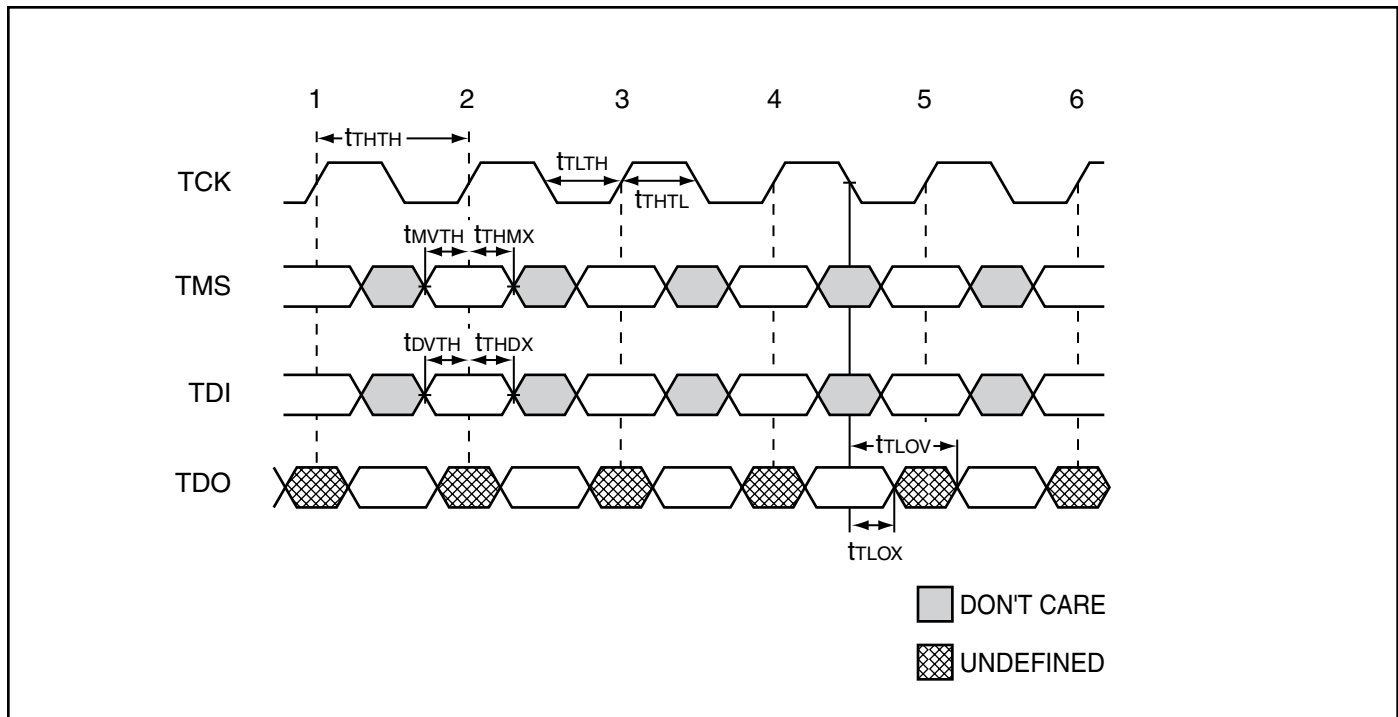 1 2 3 4 5 6
tTHTH
tTLTH
TCK
tTHTL
tMVTH tTHMX
TMS
tDVTH tTHDX
TDI
tTLOV
TDO
tTLOX
DON'T CARE
UNDEFINED